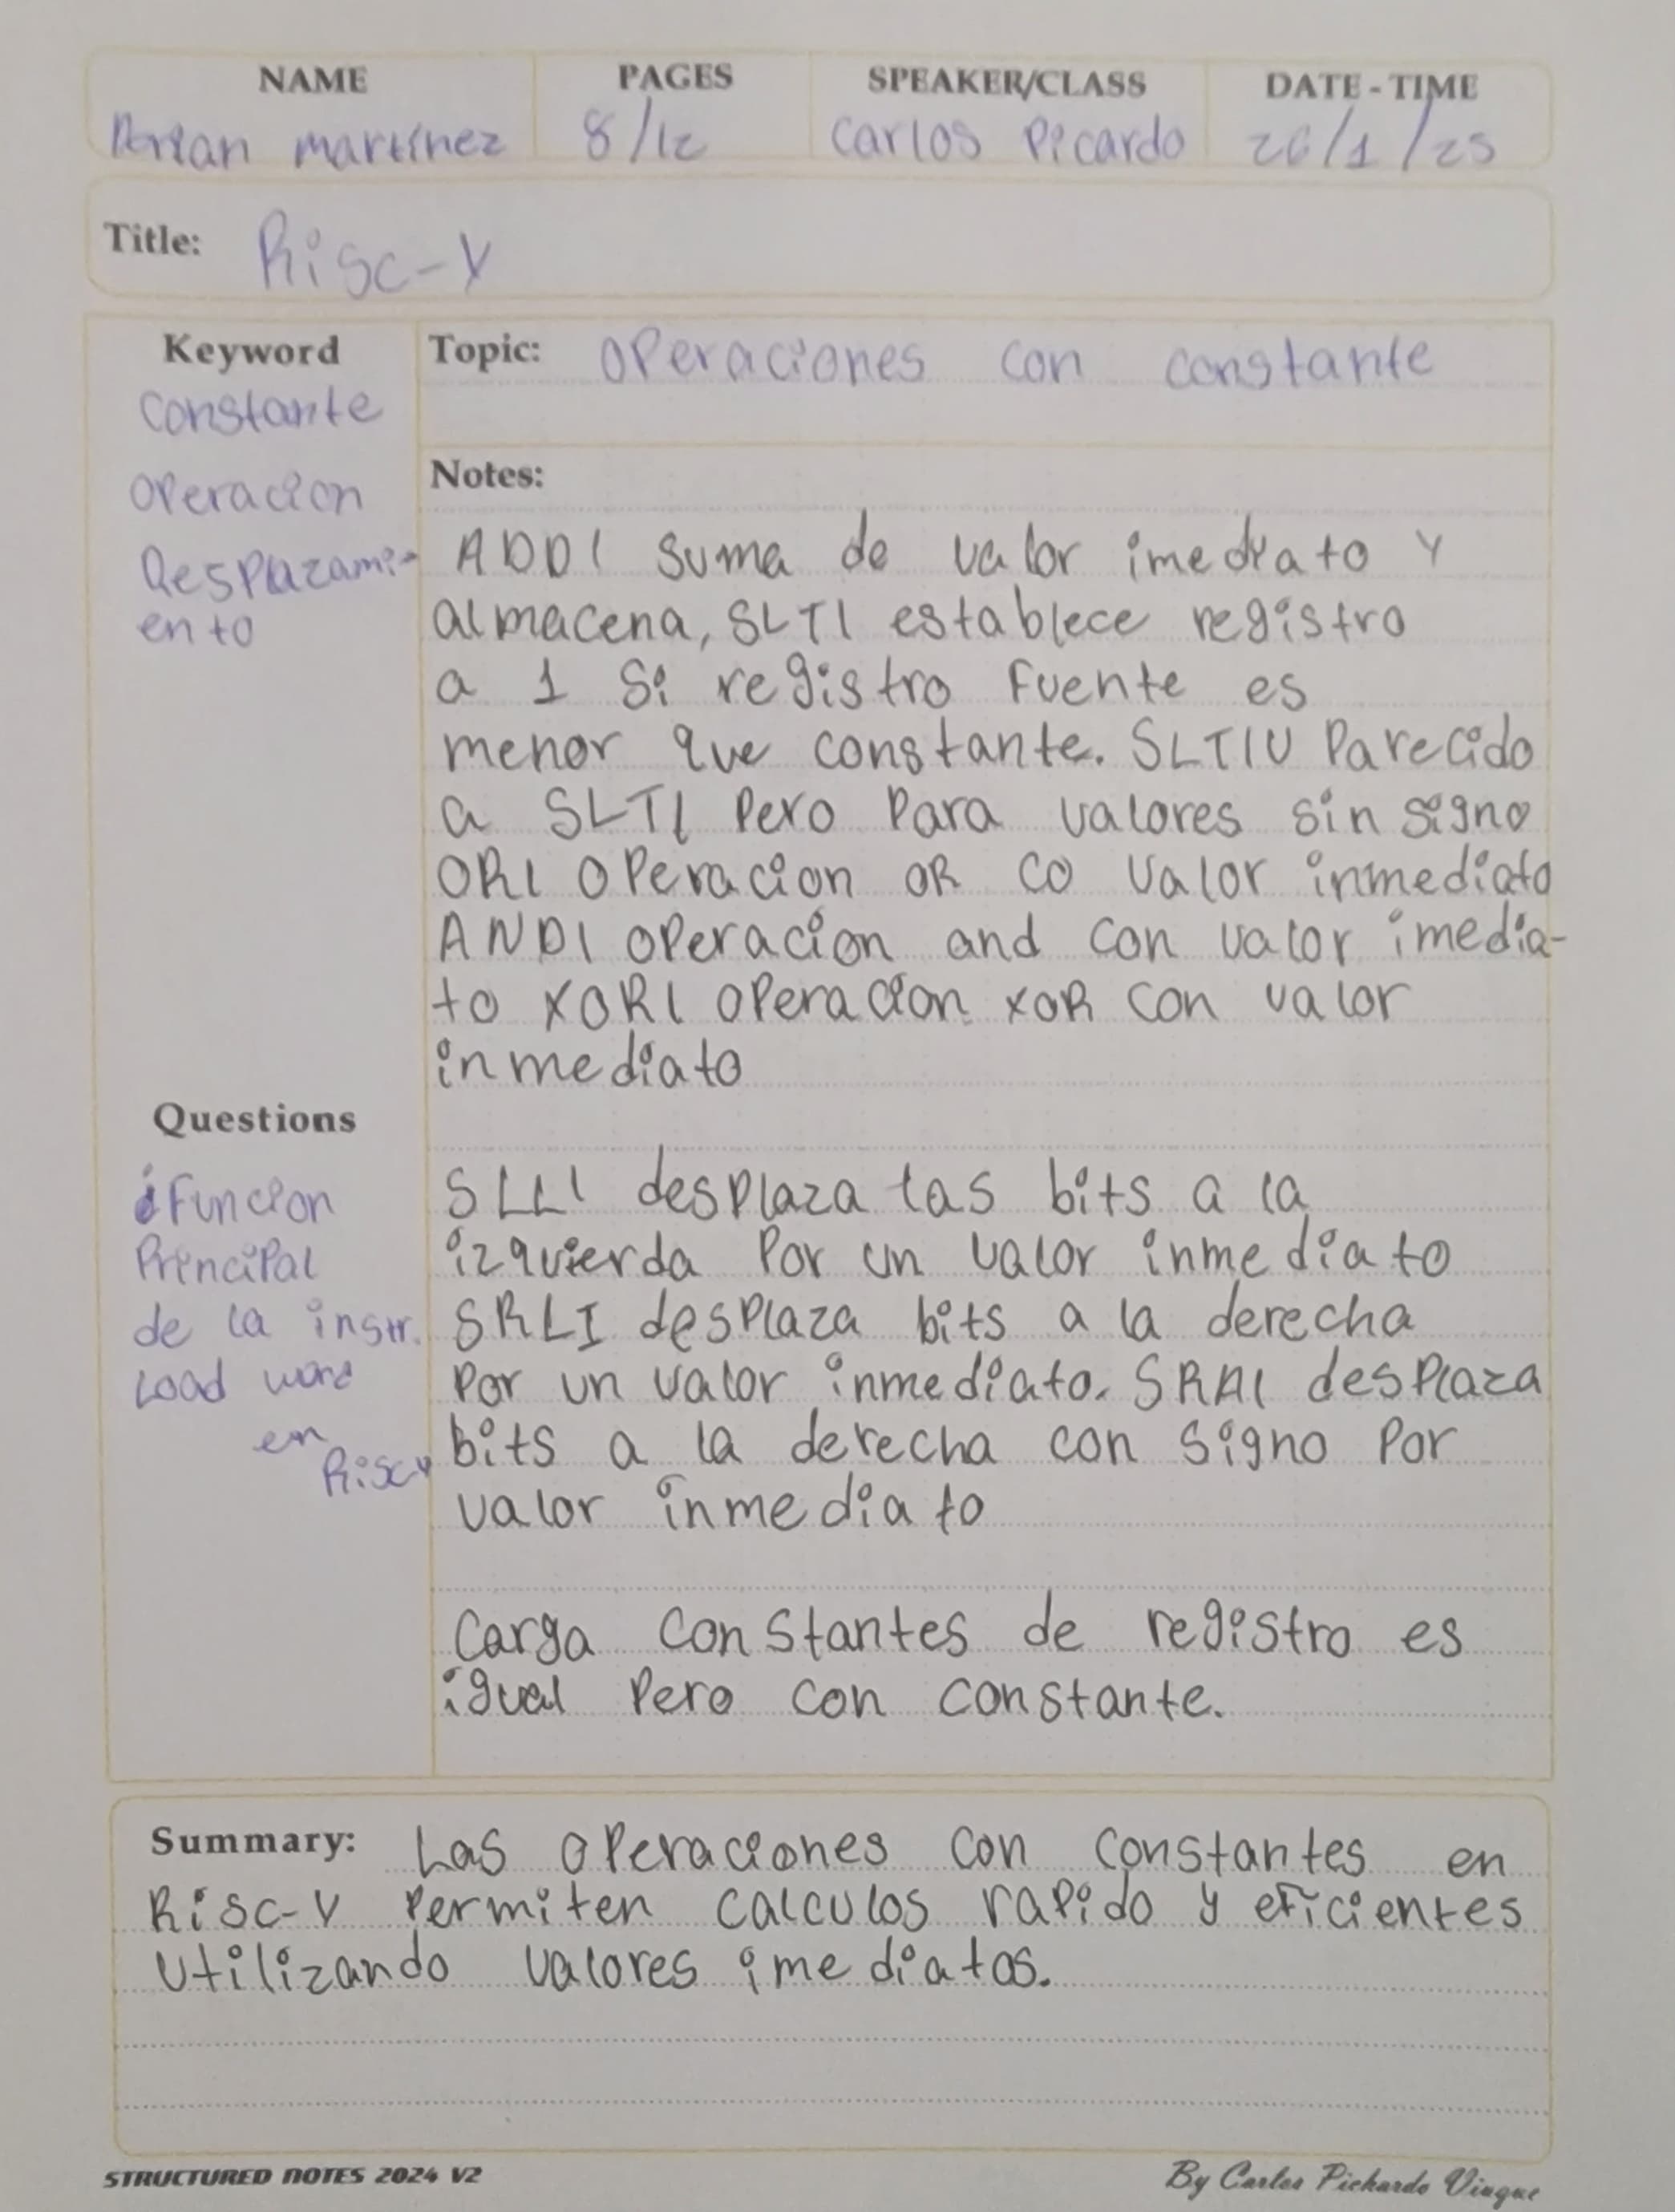 NAME PAGES SPEAKER/CLASS DATE-TIME
Martínez 8/12 Carlos Picardo 26/1/25
Title: Risc-V
Keyword
Constante
Operacion
Desplazami-
ento
Topic: Operaciones con constante
Notes:
ADDI suma de valor imediato y
almacena, SLTI establece registro
a 1 Si registro Fuente es
menor que constante. SLTIU Parecido
a SLTI Pero Para valores sin signo
ORI Operacion OR CO Valor inmediato
ANDI operacion and con valor imedia-
to XORI operacion XOR con valor
inmediato
Questions
¿Funcion
Principal
de la instr.
Load word
en
Risc-V
SLLI desplaza las bits a la
izquierda Por un valor inmediato
SRLI desplaza bits a la derecha
Por un valor inmediato. SRAI desplaza
bits a la derecha con signo Por
valor inmediato
Carga constantes de registro es
igual Pero con constante.
Summary: Las operaciones con constantes en
Risc-V Permiten calculos rapido y eficientes
utilizando valores imediatos.
STRUCTURED NOTES 2024 V2
By Carlos Pichardo Viuque